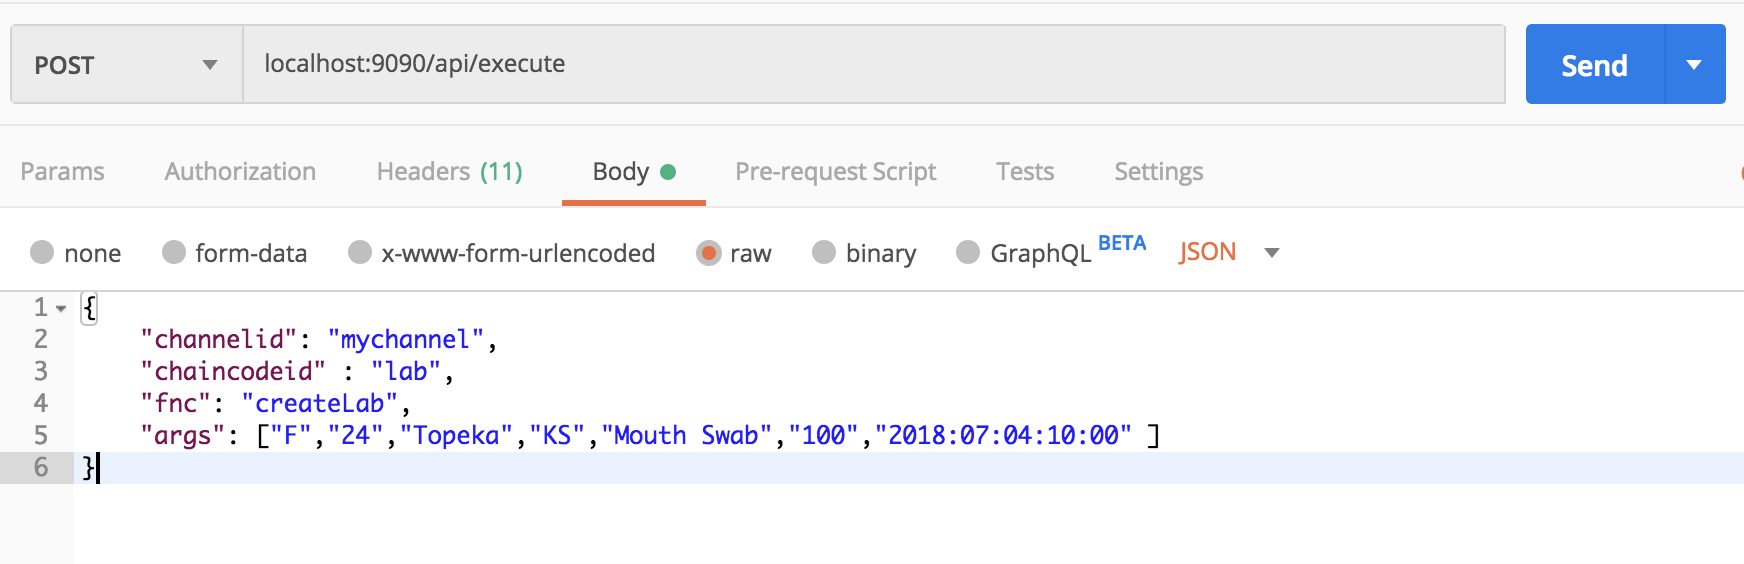 POST localhost:9090/api/execute Send
Params Authorization Headers (11) Body Pre-request Script Tests Settings
none form-data x-www-form-urlencoded raw binary GraphQL BETA JSON
1 {
2 "channelid": "mychannel",
3 "chaincodeid" : "lab",
4 "fnc": "createLab",
5 "args": ["F","24","Topeka","KS","Mouth Swab","100","2018:07:04:10:00" ]
6 }